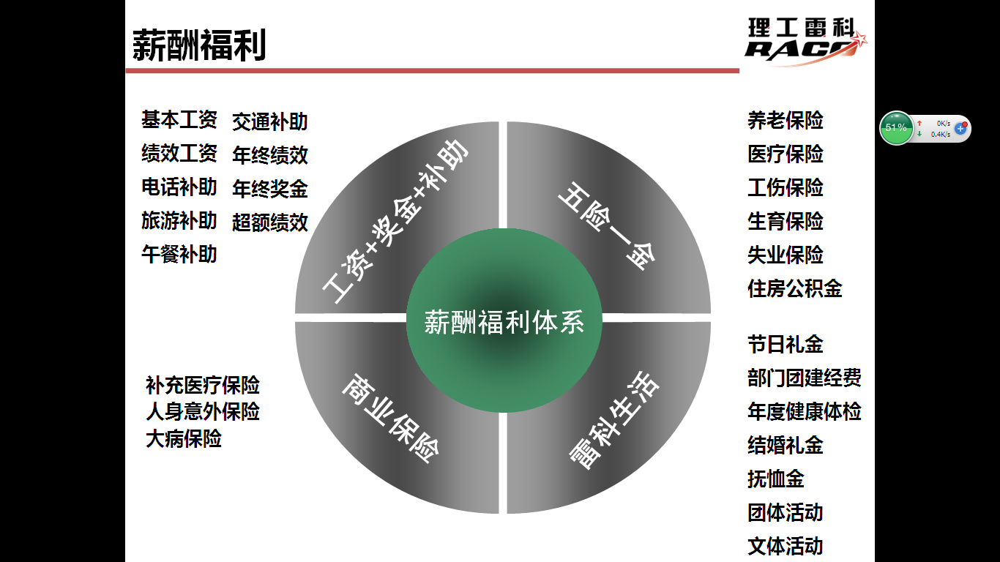 薪酬福利
理工雷科
RACO
基本工资
绩效工资
电话补助
旅游补助
午餐补助
交通补助
年终绩效
年终奖金
超额绩效
工资+奖金+补助
五险一金
薪酬福利体系
商业保险
雷科生活
养老保险
医疗保险
工伤保险
生育保险
失业保险
住房公积金
补充医疗保险
人身意外保险
大病保险
节日礼金
部门团建经费
年度健康体检
结婚礼金
抚恤金
团体活动
文体活动
51%
0K/s
0.4K/s